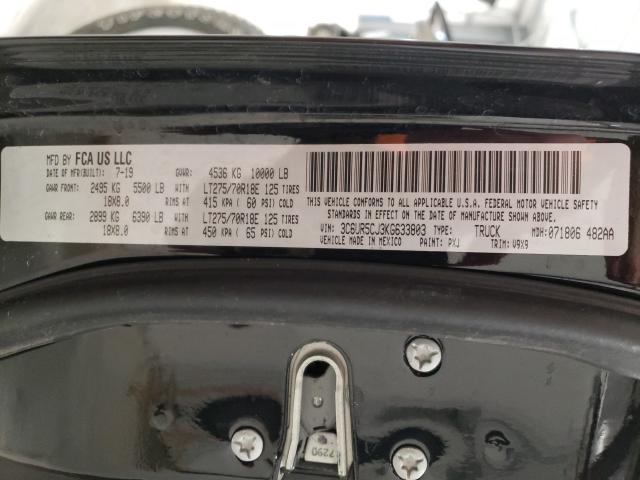 MFD BY FCA US LLC
DATE OF MFR(BUILT): 7-19 GVWR: 4536 KG 10000 LB
GAWR FRONT: 2495 KG 5500 LB WITH LT275/70R18E 125 TIRES
18X8.0 RIMS AT 415 KPA ( 60 PSI) COLD
GAWR REAR: 2899 KG 6390 LB WITH LT275/70R18E 125 TIRES
18X8.0 RIMS AT 450 KPA ( 65 PSI) COLD
THIS VEHICLE CONFORMS TO ALL APPLICABLE U.S.A. FEDERAL MOTOR VEHICLE SAFETY
STANDARDS IN EFFECT ON THE DATE OF MANUFACTURE SHOWN ABOVE.
VIN: 3C6UR5CJ3KG633803 TYPE: TRUCK MDH: 071806 482AA
VEHICLE MADE IN MEXICO PAINT: PXJ TRIM: V9X9
7290